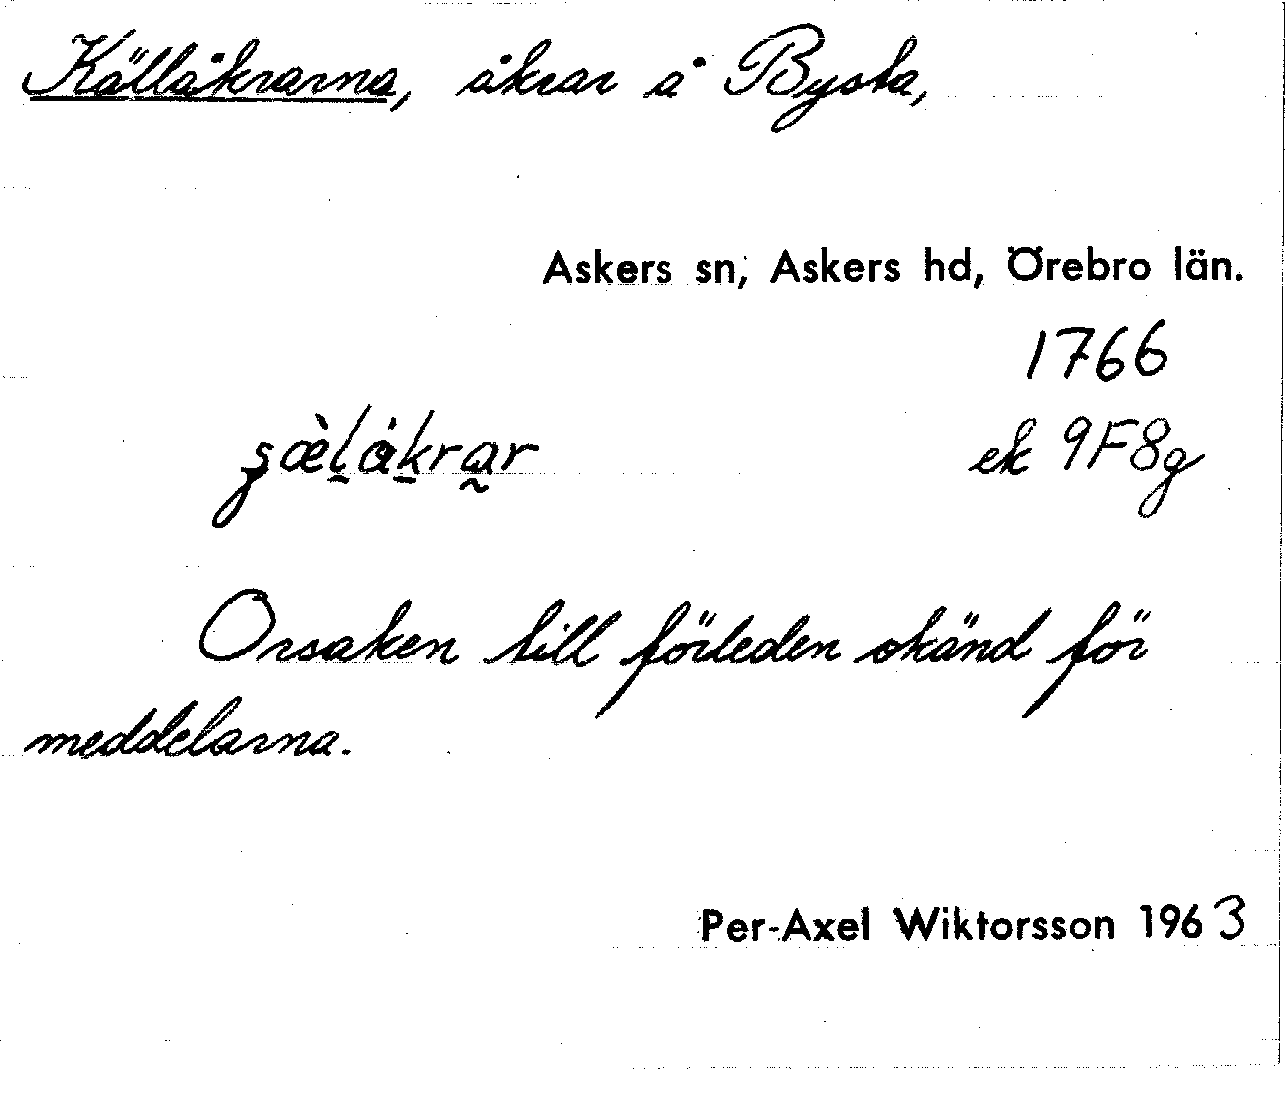 Källåkrarna, åkrar å Bysta,
Askers sn, Askers hd, Örebro län.
1766
ek 9F8g
Orsaken till förleden okänd för
meddelarna.
Per-Axel Wiktorsson 1963